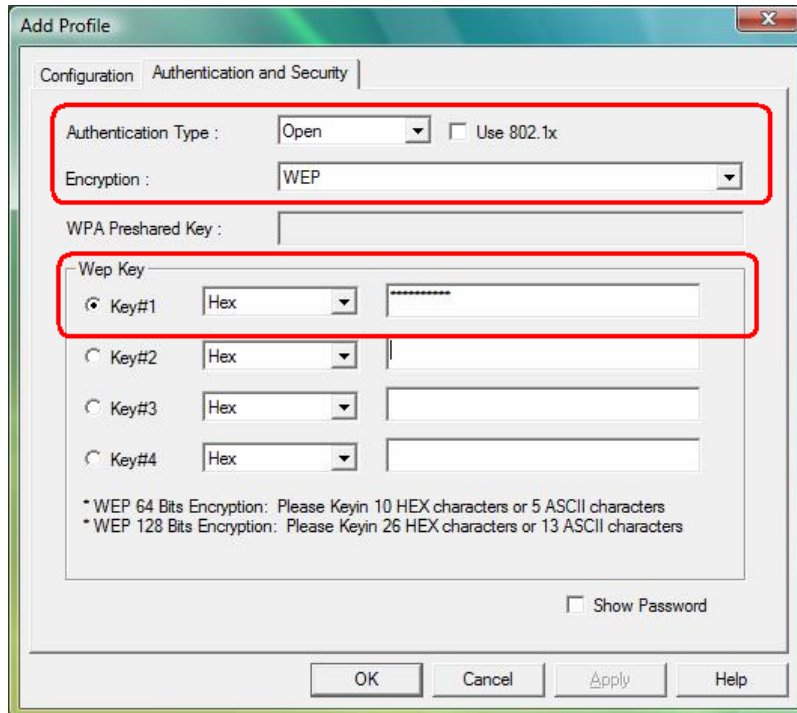 Add Profile
Configuration Authentication and Security
Authentication Type : Open Use 802.1x
Encryption : WEP
WPA Preshared Key :
Wep Key
Key#1 Hex **********
Key#2 Hex
Key#3 Hex
Key#4 Hex
* WEP 64 Bits Encryption: Please Keyin 10 HEX characters or 5 ASCII characters
* WEP 128 Bits Encryption: Please Keyin 26 HEX characters or 13 ASCII characters
Show Password
OK Cancel Apply Help